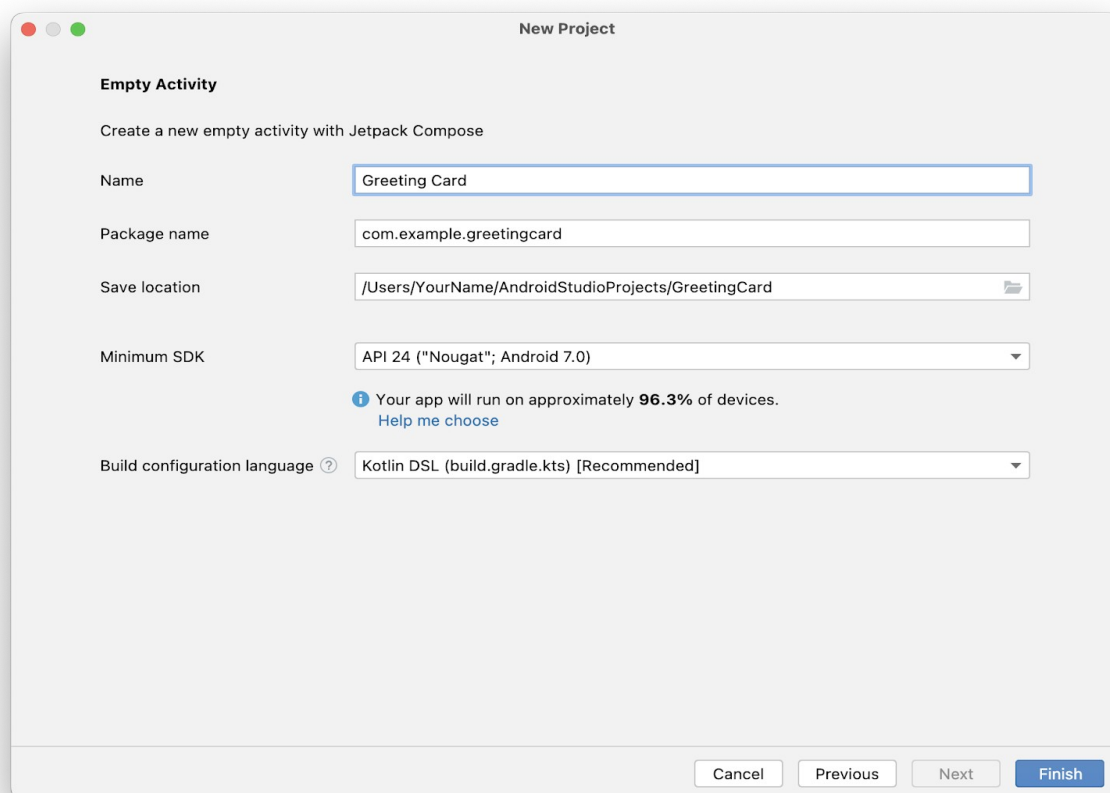 New Project
Empty Activity
Create a new empty activity with Jetpack Compose
Name
Greeting Card
Package name
com.example.greetingcard
Save location
/Users/YourName/AndroidStudioProjects/GreetingCard
Minimum SDK
API 24 ("Nougat"; Android 7.0)
i Your app will run on approximately 96.3% of devices.
Help me choose
Build configuration language ?
Kotlin DSL (build.gradle.kts) [Recommended]
Cancel
Previous
Next
Finish